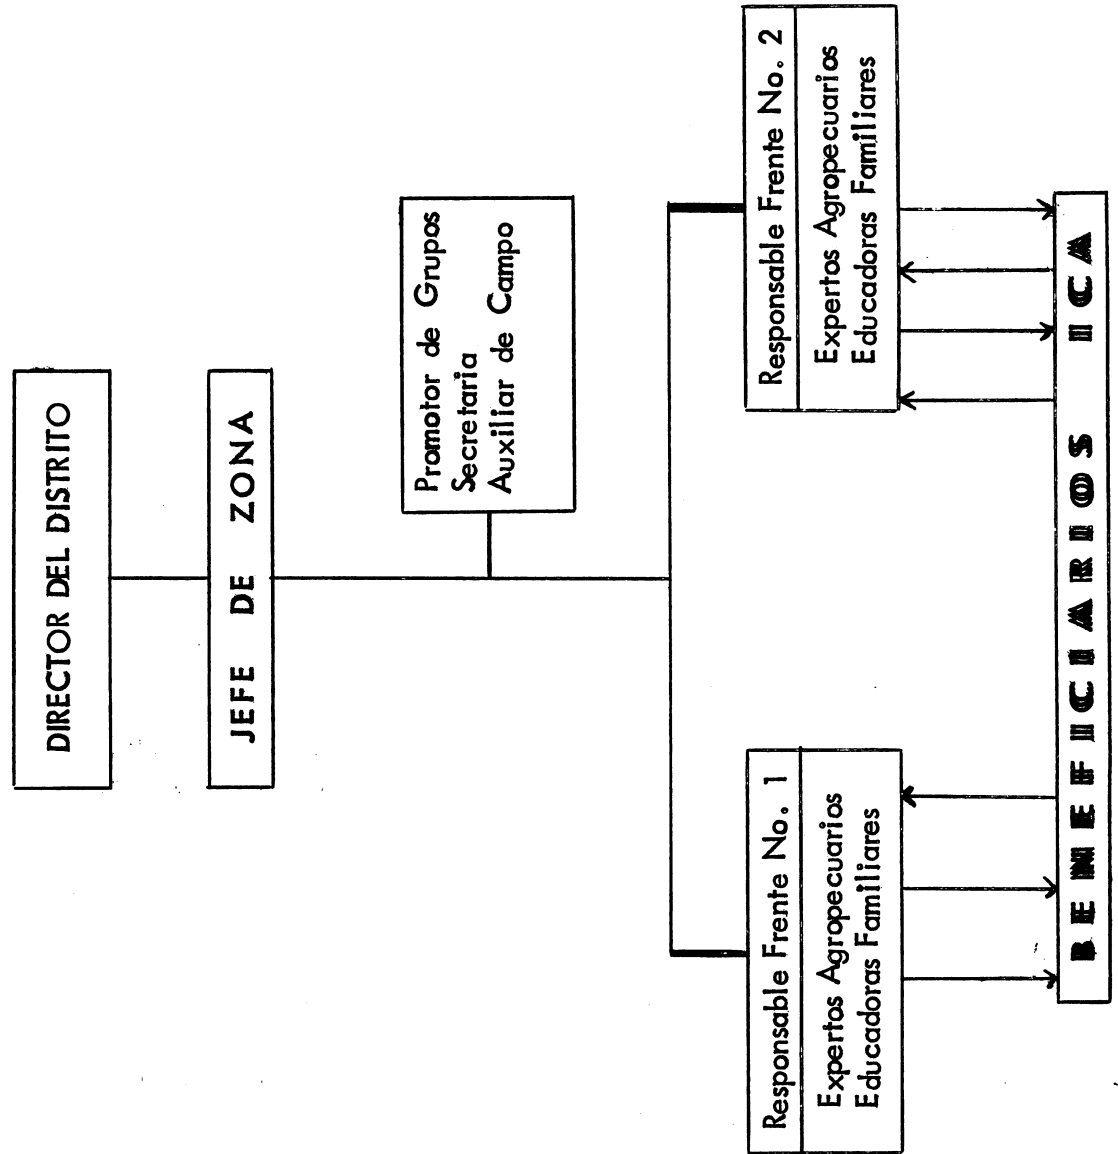 DIRECTOR DEL DISTRITO
JEFE DE ZONA
Promotor de Grupos
Secretaria
Auxiliar de Campo
Responsable Frente No. 1
Expertos Agropecuarios
Educadoras Familiares
Responsable Frente No. 2
Expertos Agropecuarios
Educadoras Familiares
BENEFICIARIOS ICA